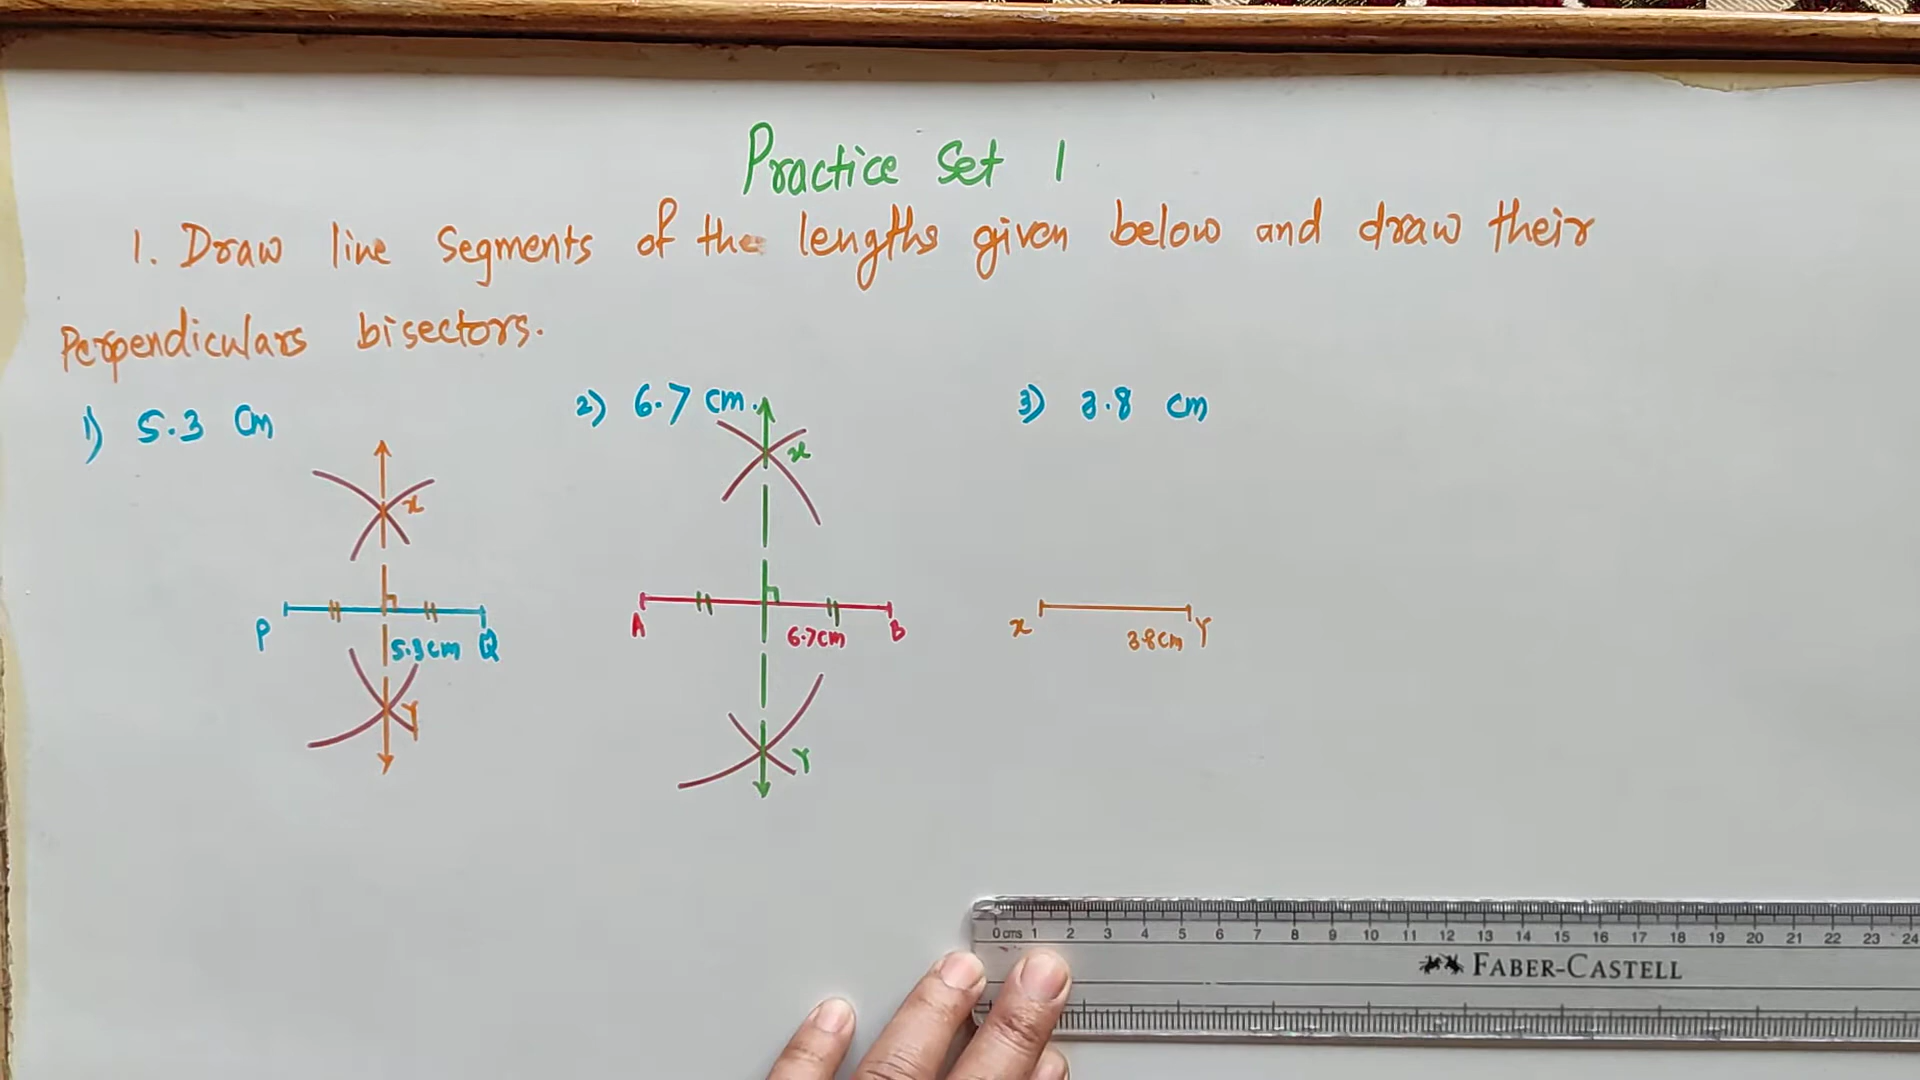 Practice Set 1
1. Draw line segments of the lengths given below and draw their
Perpendiculars bisectors.
1) 5.3 cm
2) 6.7 cm.
3) 3.8 cm
x
x
P
5.3cm
Q
A
6.7cm
B
x
3.8cm
Y
Y
Y
0 cms 1 2 3 4 5 6 7 8 9 10 11 12 13 14 15 16 17 18 19 20 21 22 23 24
FABER-CASTELL